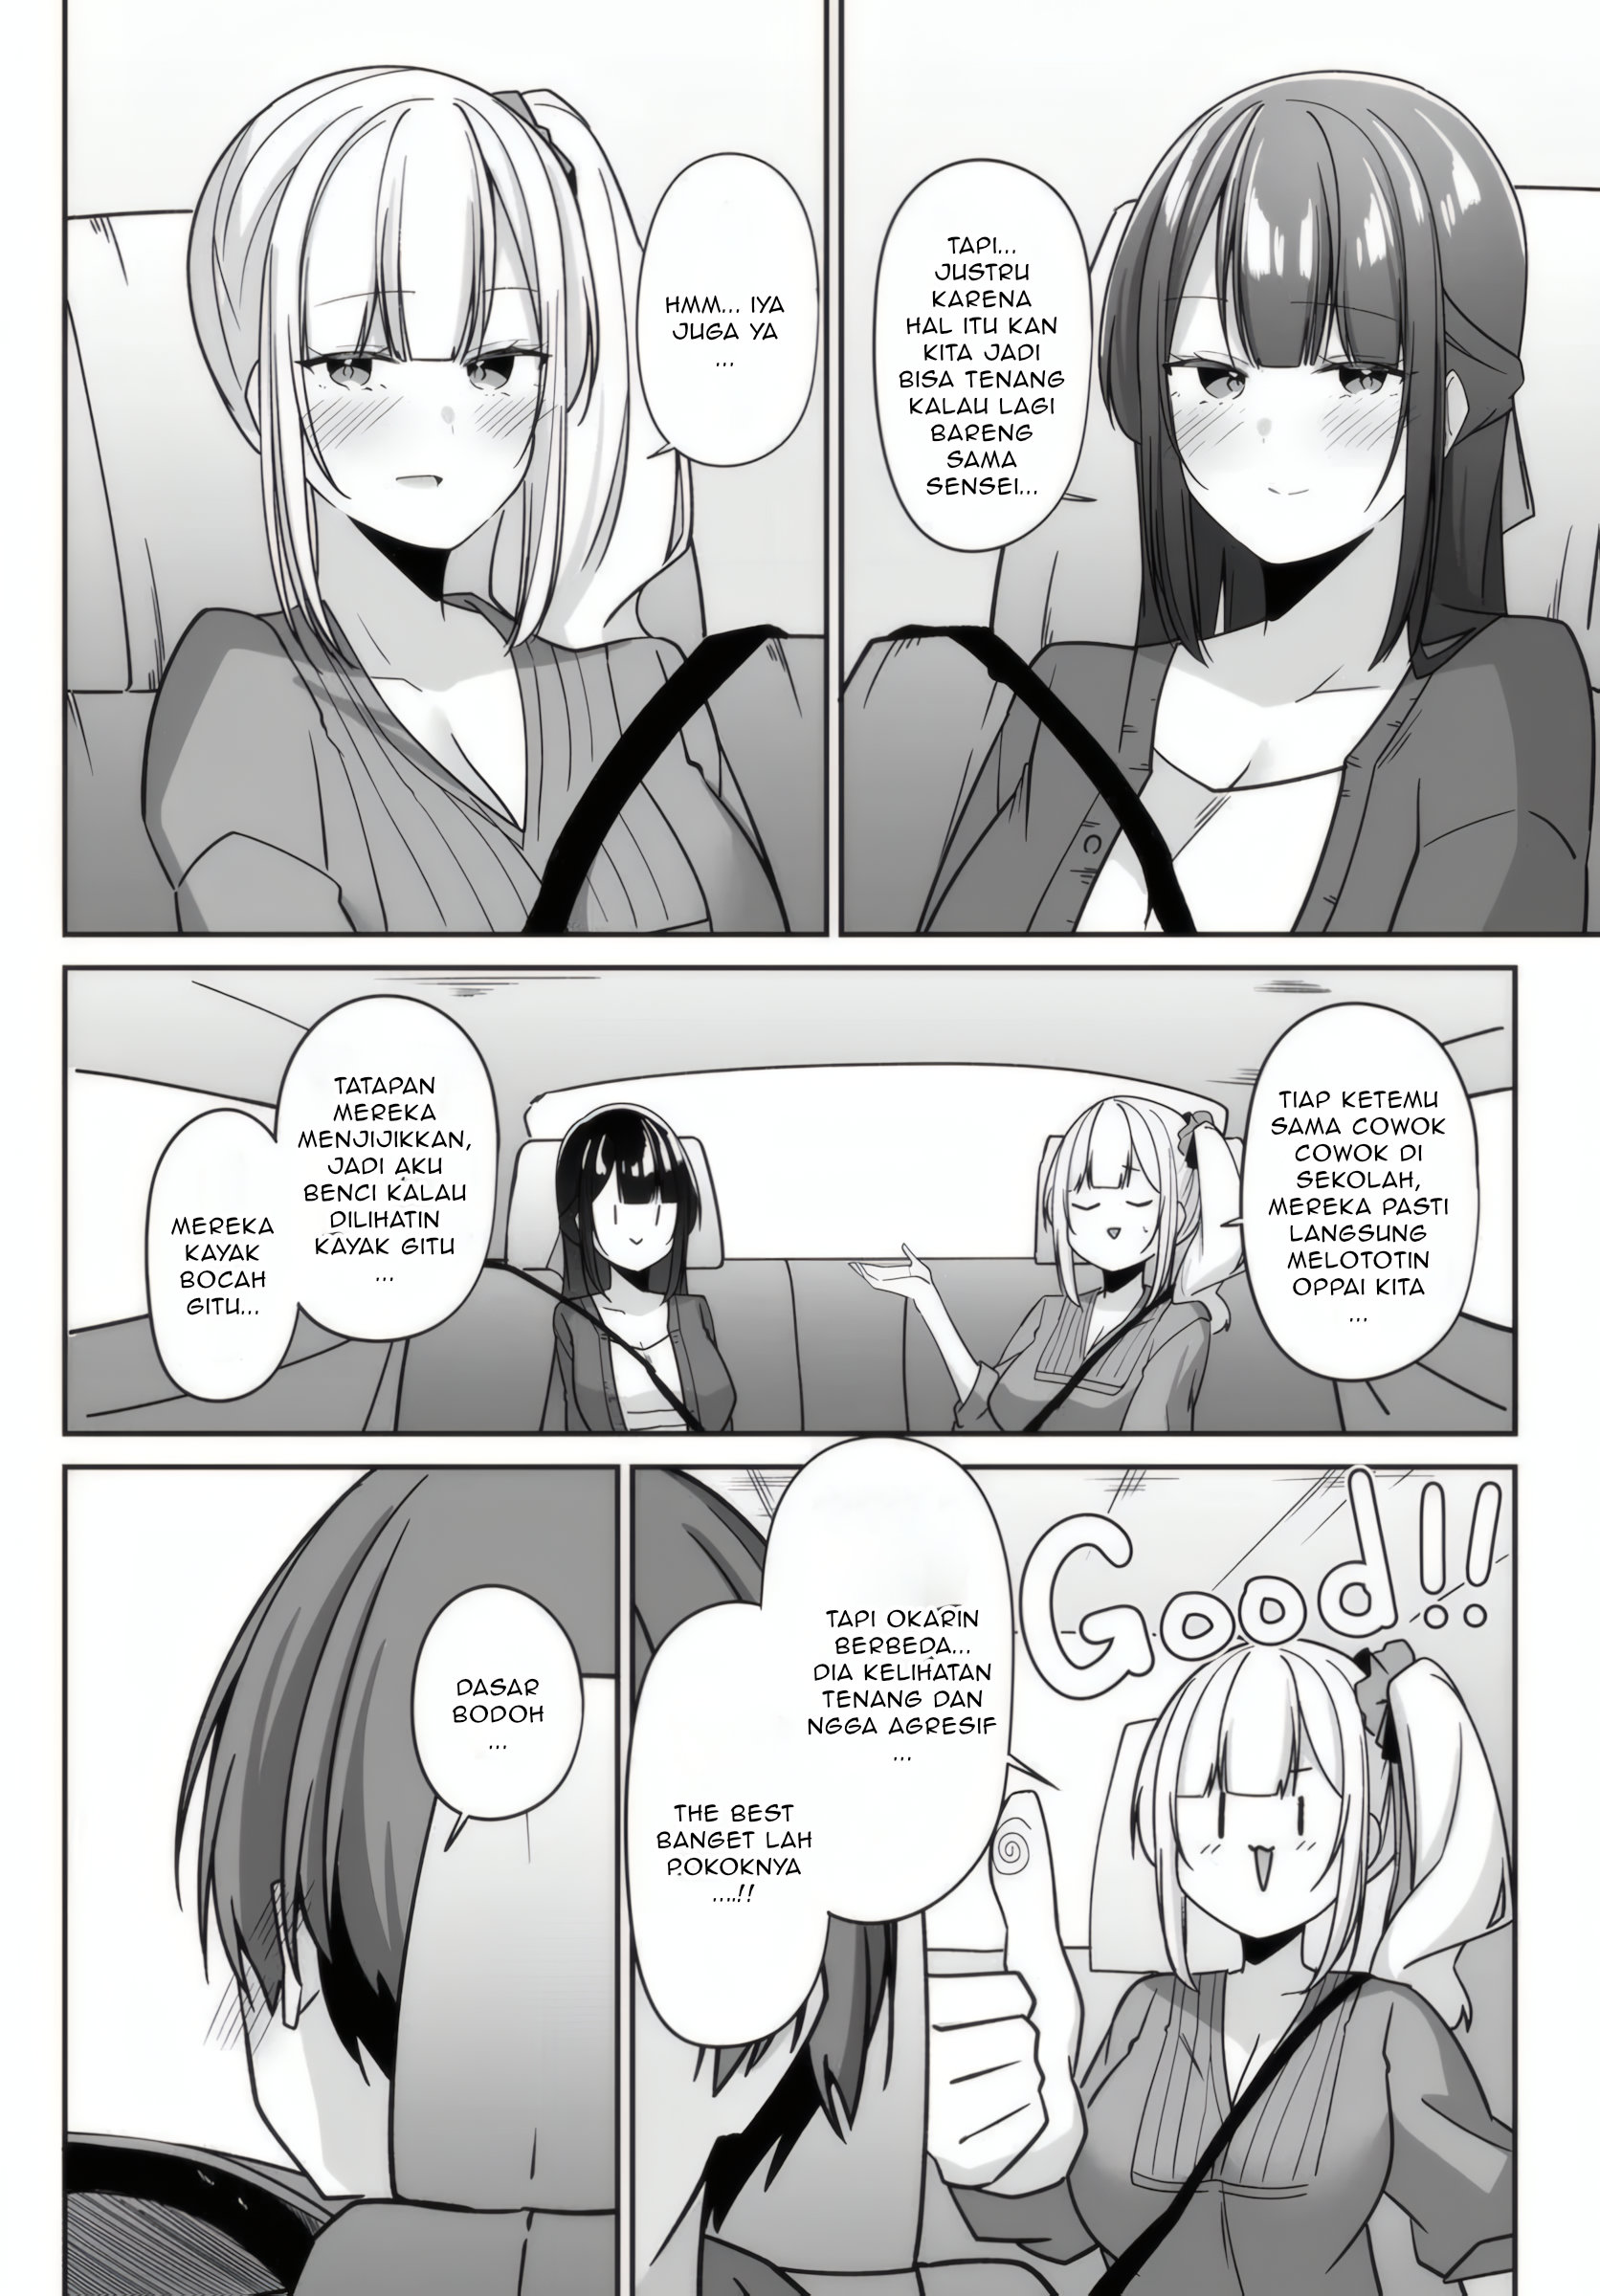 TAPI...
JUSTRU
KARENA
HAL ITU KAN
KITA JADI
BISA TENANG
KALAU LAGI
BARENG
SAMA
SENSEI...
HMM... IYA
JUGA YA
...
TIAP KETEMU
SAMA COWOK
COWOK DI
SEKOLAH,
MEREKA PASTI
LANGSUNG
MELOTOTIN
OPPAI KITA
...
TATAPAN
MEREKA
MENJIJIKKAN,
JADI AKU
BENCI KALAU
DILIHATIN
KAYAK GITU
...
MEREKA
KAYAK
BOCAH
GITU...
Good!!
TAPI OKARIN
BERBEDA...
DIA KELIHATAN
TENANG DAN
NGGA AGRESIF
...
THE BEST
BANGET LAH
POKOKNYA
....!!
DASAR
BODOH
...